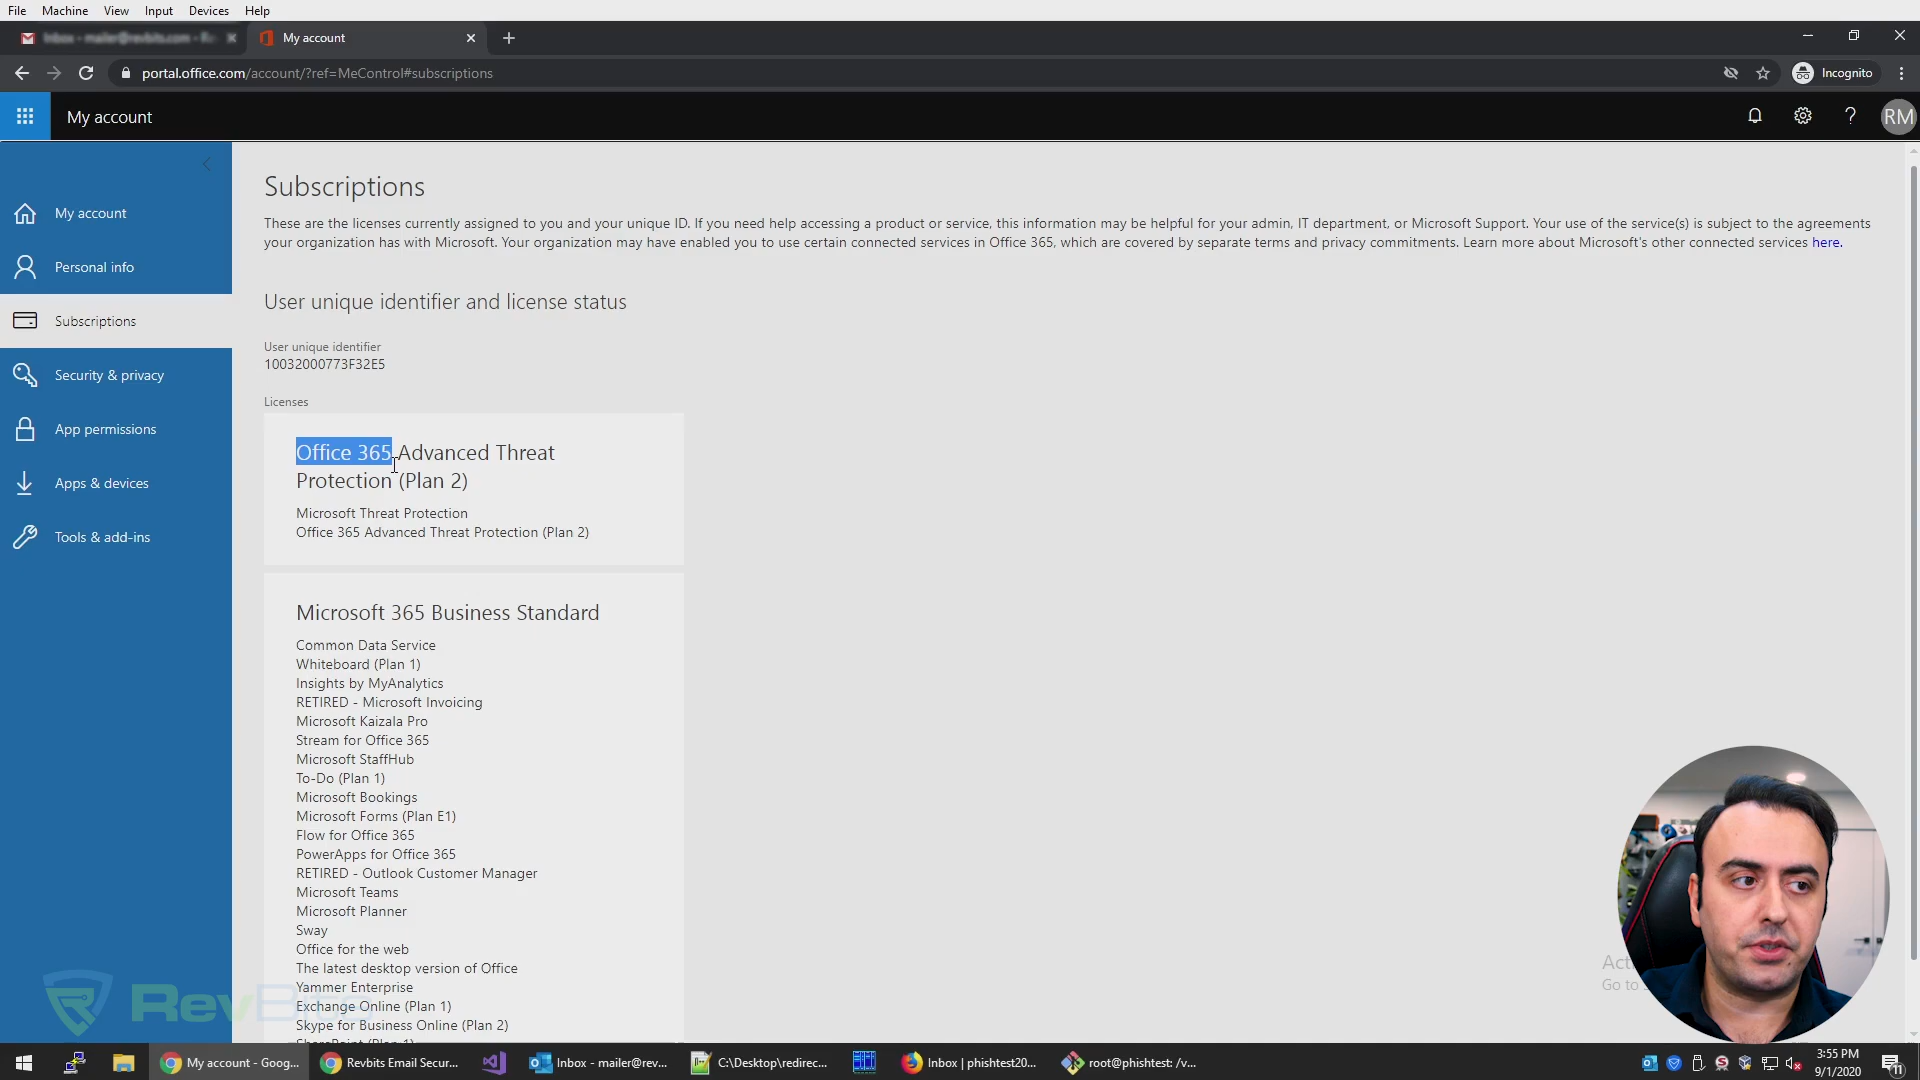 File Machine View Input Devices Help
Inbox - mailer@revbits.com - Re
My account
portal.office.com/account/?ref=MeControl#subscriptions
Incognito
My account
RM
My account
Personal info
Subscriptions
Security & privacy
App permissions
Apps & devices
Tools & add-ins
Subscriptions
These are the licenses currently assigned to you and your unique ID. If you need help accessing a product or service, this information may be helpful for your admin, IT department, or Microsoft Support. Your use of the service(s) is subject to the agreements
your organization has with Microsoft. Your organization may have enabled you to use certain connected services in Office 365, which are covered by separate terms and privacy commitments. Learn more about Microsoft's other connected services here.
User unique identifier and license status
User unique identifier
10032000773F32E5
Licenses
Office 365 Advanced Threat
Protection (Plan 2)
Microsoft Threat Protection
Office 365 Advanced Threat Protection (Plan 2)
Microsoft 365 Business Standard
Common Data Service
Whiteboard (Plan 1)
Insights by MyAnalytics
RETIRED - Microsoft Invoicing
Microsoft Kaizala Pro
Stream for Office 365
Microsoft StaffHub
To-Do (Plan 1)
Microsoft Bookings
Microsoft Forms (Plan E1)
Flow for Office 365
PowerApps for Office 365
RETIRED - Outlook Customer Manager
Microsoft Teams
Microsoft Planner
Sway
Office for the web
The latest desktop version of Office
Yammer Enterprise
Exchange Online (Plan 1)
Skype for Business Online (Plan 2)
SharePoint (Plan 1)
RevBits
Go to
My account - Goog...
Revbits Email Secur...
Inbox - mailer@rev...
C:\Desktop\redirec...
Inbox | phishtest20...
root@phishtest: /v...
3:55 PM
9/1/2020
11